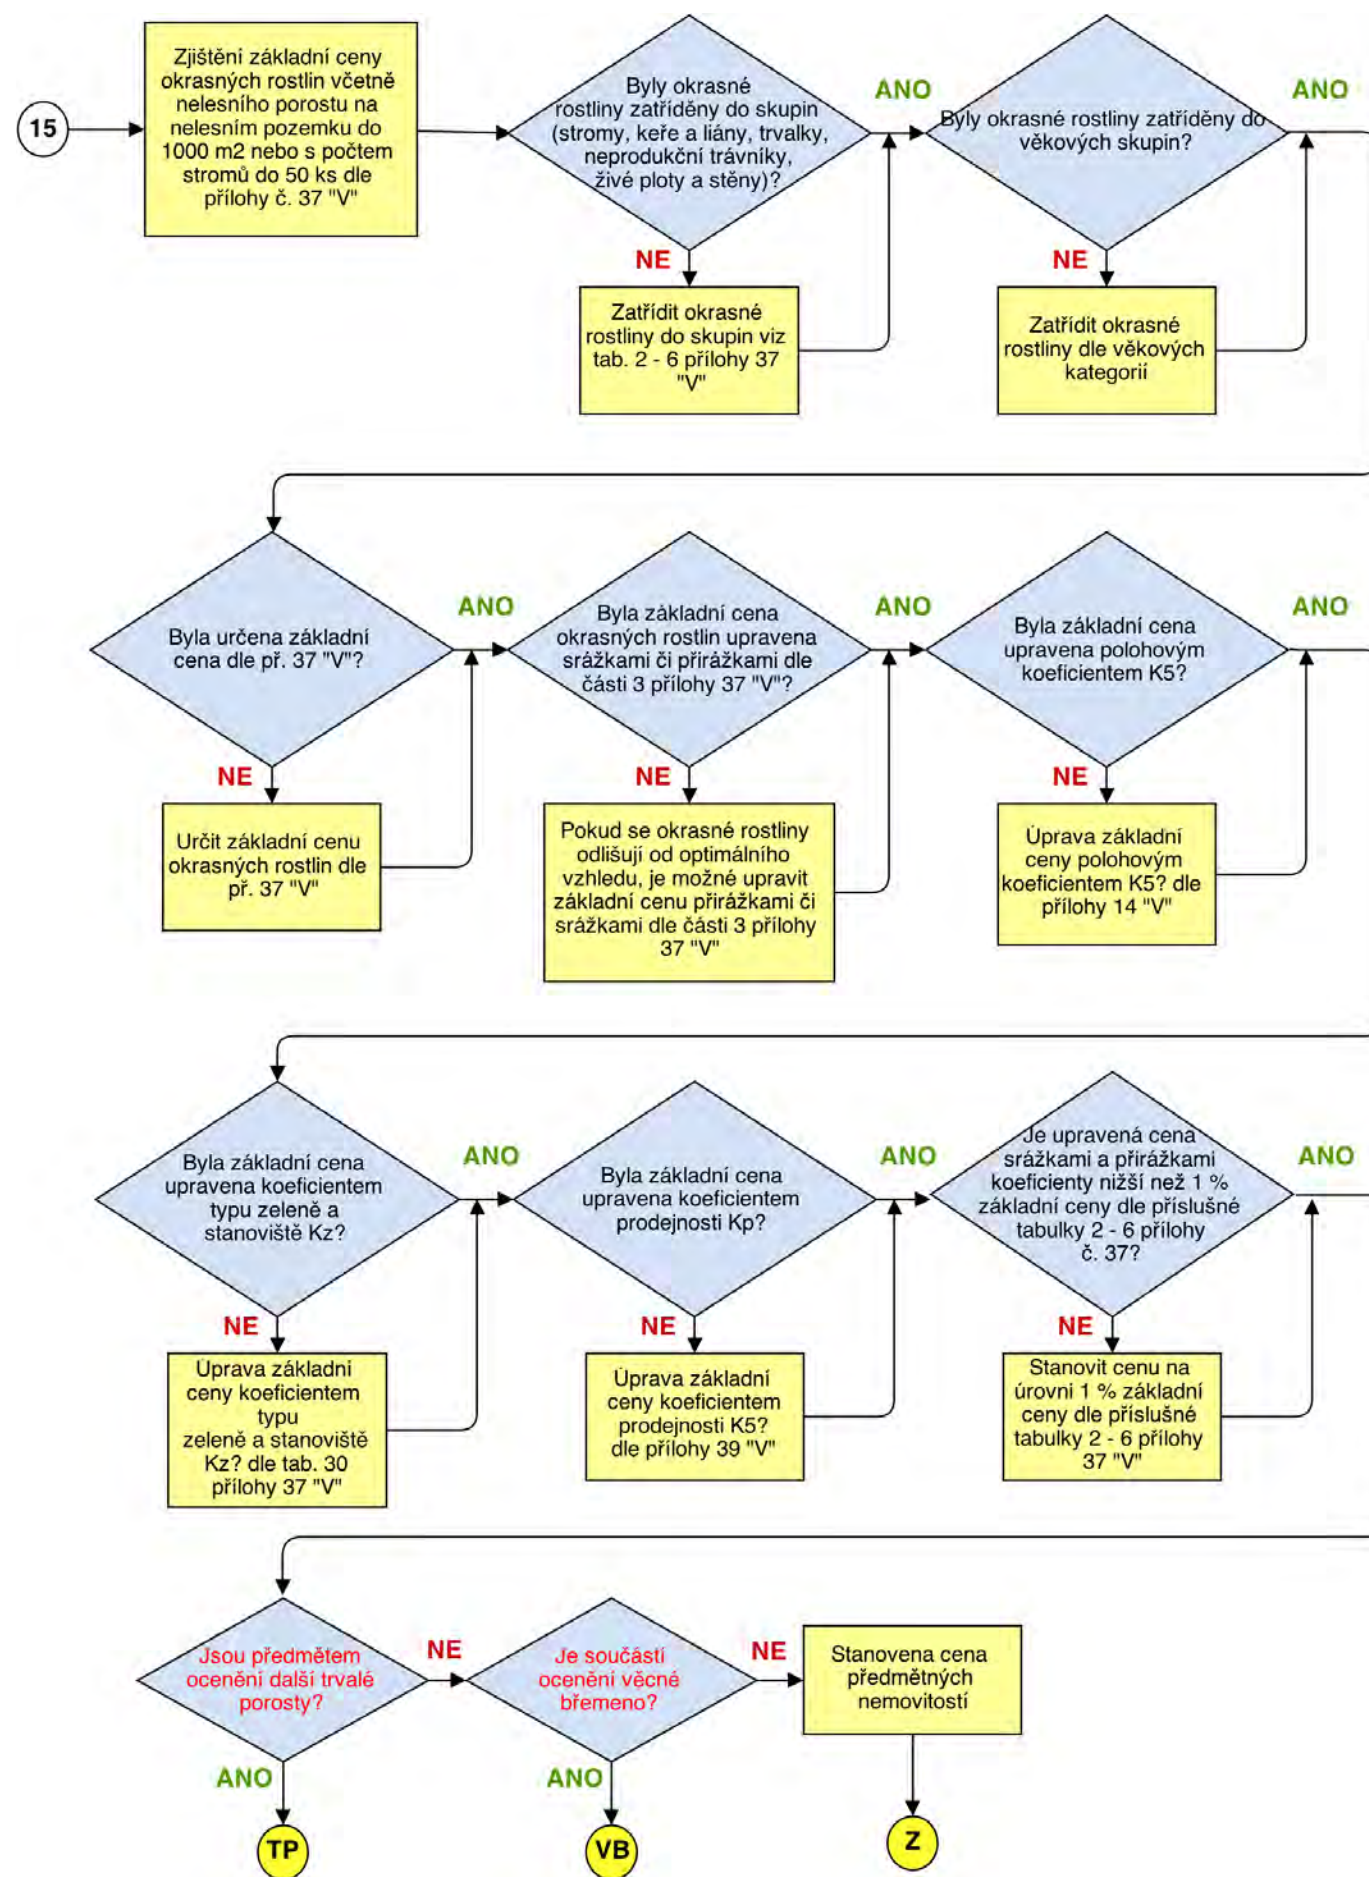 15
Zjištění základní ceny
okrasných rostlin včetně
nelesního porostu na
nelesním pozemku do
1000 m2 nebo s počtem
stromů do 50 ks dle
přílohy č. 37 "V"
Byly okrasné
rostliny zatříděny do skupin
(stromy, keře a liány, trvalky,
neprodukční trávníky,
živé ploty a stěny)?
ANO
Byly okrasné rostliny zatříděny do
věkových skupin?
ANO
NE
Zatřídit okrasné
rostliny do skupin viz
tab. 2 - 6 přílohy 37
"V"
NE
Zatřídit okrasné
rostliny dle věkových
kategorií
Byla určena základní
cena dle př. 37 "V"?
ANO
Byla základní cena
okrasných rostlin upravena
srážkami či přirážkami dle
části 3 přílohy 37 "V"?
ANO
Byla základní cena
upravena polohovým
koeficientem K5?
ANO
NE
Určit základní cenu
okrasných rostlin dle
př. 37 "V"
NE
Pokud se okrasné rostliny
odlišují od optimálního
vzhledu, je možné upravit
základní cenu přirážkami či
srážkami dle části 3 přílohy
37 "V"
NE
Úprava základní
ceny polohovým
koeficientem K5? dle
přílohy 14 "V"
Byla základní cena
upravena koeficientem
typu zeleně a
stanoviště Kz?
ANO
Byla základní cena
upravena koeficientem
prodejnosti Kp?
ANO
Je upravená cena
srážkami a přirážkami
koeficienty nižší než 1 %
základní ceny dle příslušné
tabulky 2 - 6 přílohy
č. 37?
ANO
NE
Úprava základní
ceny koeficientem
typu
zeleně a stanoviště
Kz? dle tab. 30
přílohy 37 "V"
NE
Úprava základní
ceny koeficientem
prodejnosti K5?
dle přílohy 39 "V"
NE
Stanovit cenu na
úrovni 1 % základní
ceny dle příslušné
tabulky 2 - 6 přílohy
37 "V"
Jsou předmětem
ocenění další trvalé
porosty?
NE
Je součástí
ocenění věcné
břemeno?
NE
Stanovena cena
předmětných
nemovitostí
ANO
TP
ANO
VB
Z